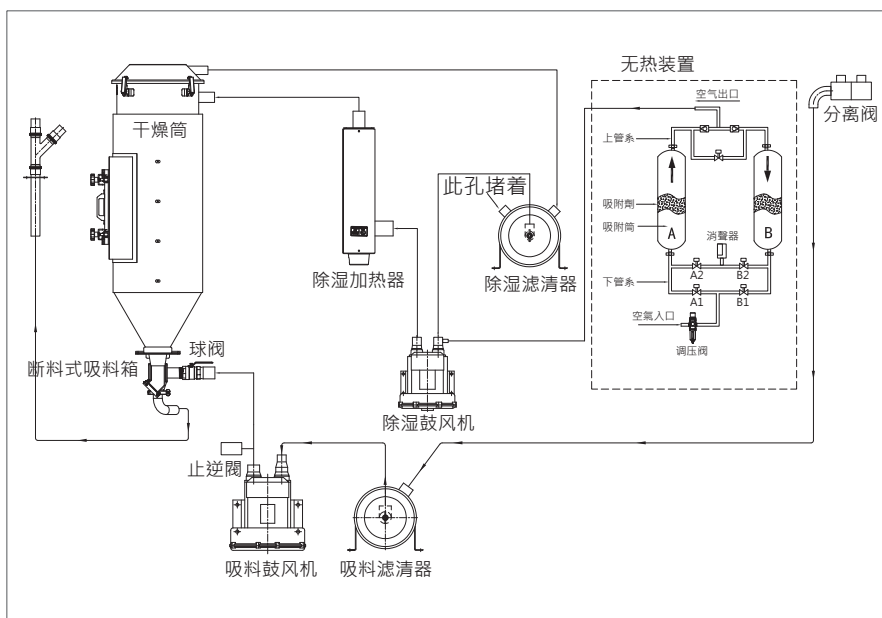 无热装置
空气出口
分离阀
干燥筒
上管系
此孔堵着
吸附劑
吸附筒
A
B
消聲器
除湿加热器
除湿滤清器
A2
B2
下管系
A1
B1
空氣入口
调压阀
球阀
断料式吸料箱
除湿鼓风机
止逆閥
吸料鼓风机
吸料滤清器